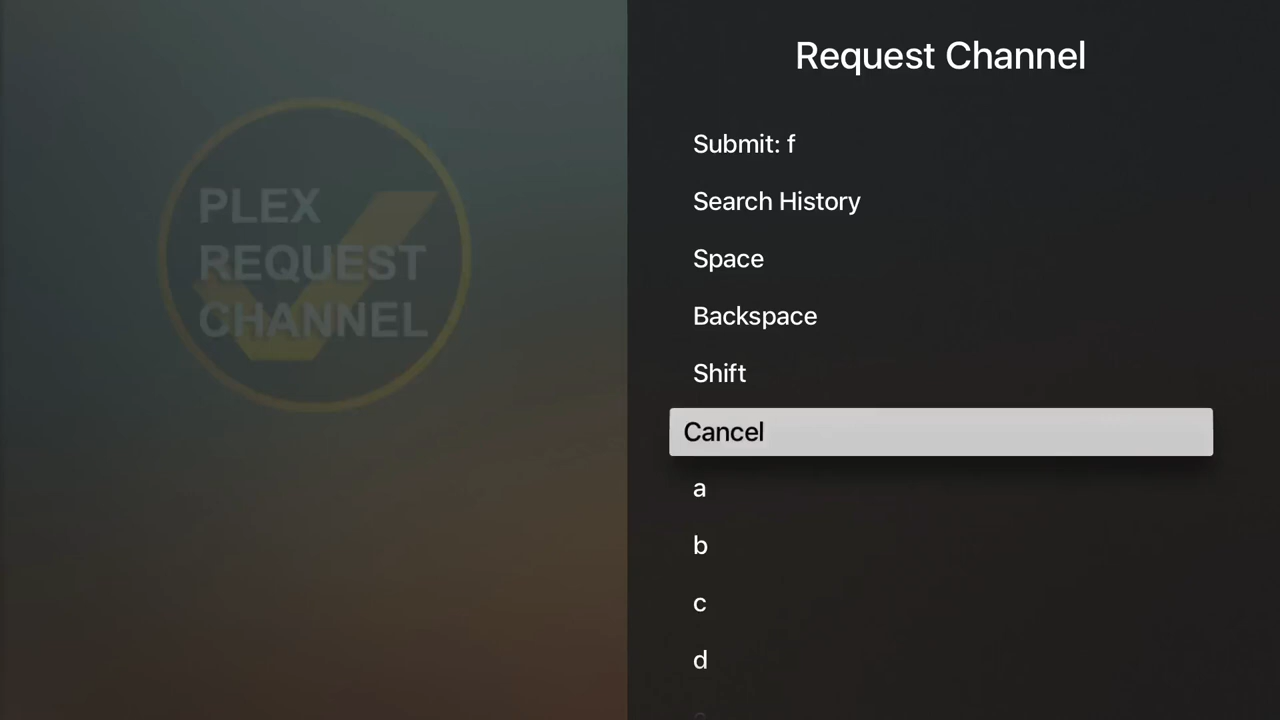 PLEX
REQUEST
CHANNEL
Request Channel
Submit: f
Search History
Space
Backspace
Shift
Cancel
a
b
c
d